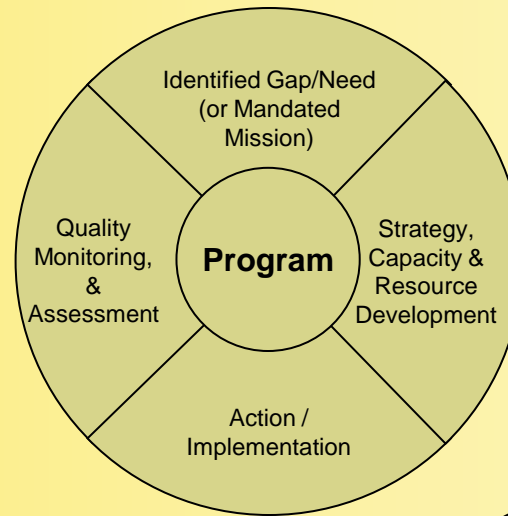 Identified Gap/Need
(or Mandated
Mission)
Quality
Monitoring,
&
Assessment
Program
Strategy,
Capacity &
Resource
Development
Action /
Implementation